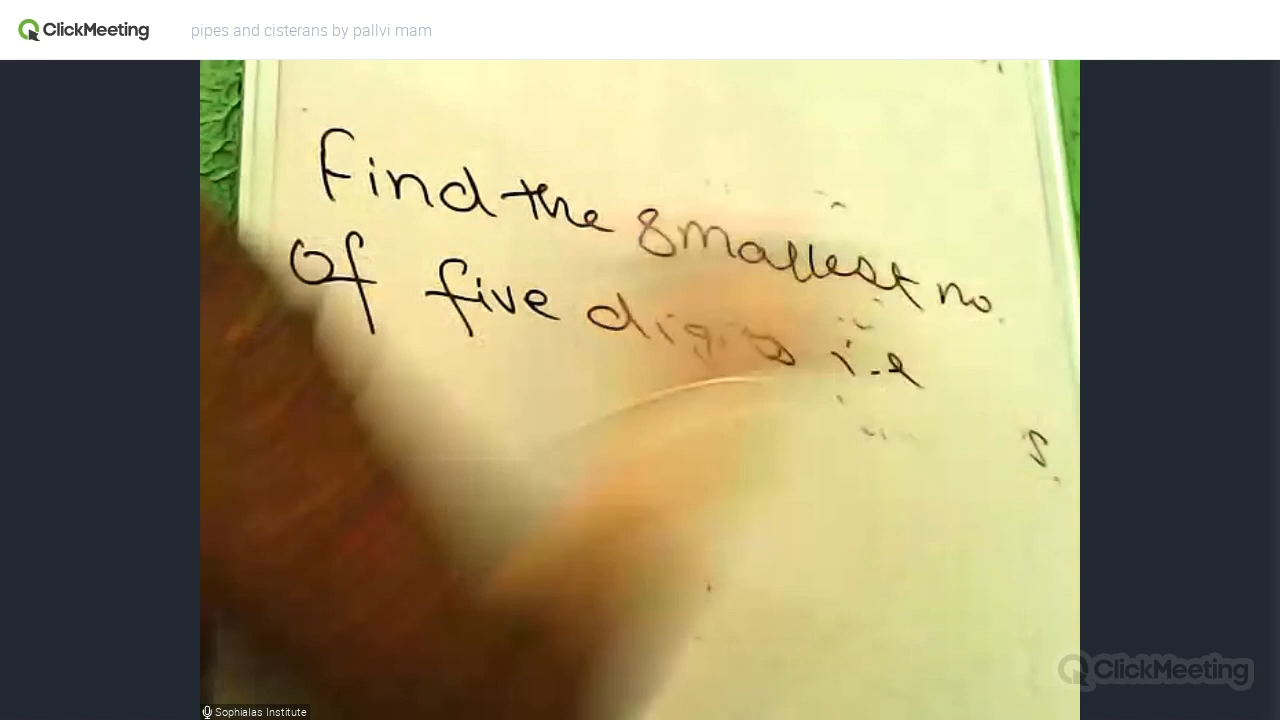 ClickMeeting
pipes and cisterans by pallvi mam
Find the smallest no.
Of five digits i.e
ClickMeeting
Sophialas Institute